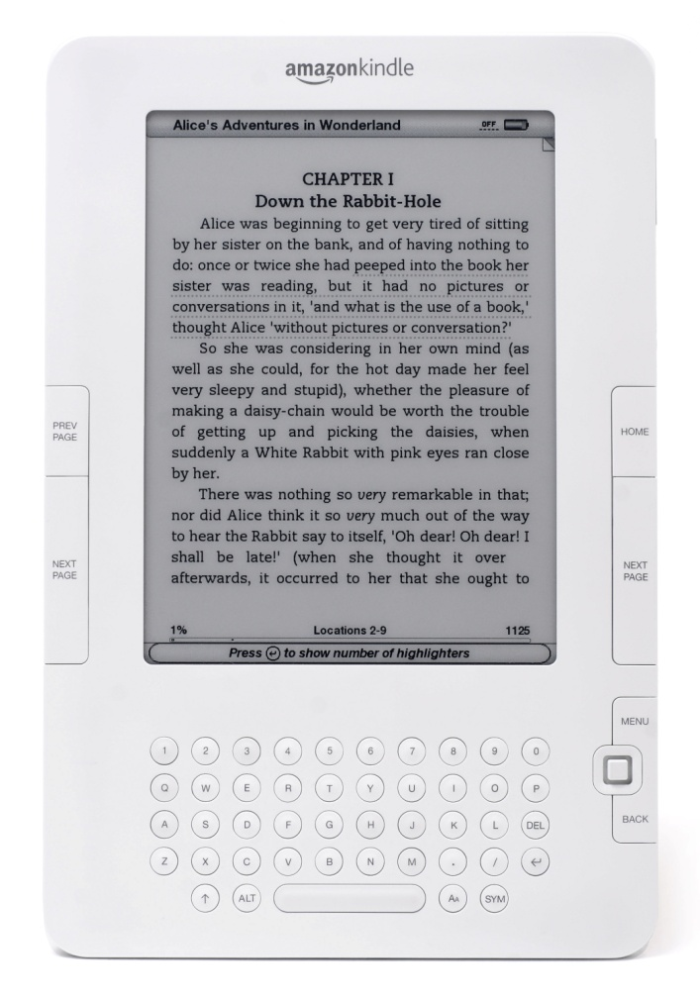 amazonkindle
Alice's Adventures in Wonderland OFF
CHAPTER I
Down the Rabbit-Hole
Alice was beginning to get very tired of sitting
by her sister on the bank, and of having nothing to
do: once or twice she had peeped into the book her
sister was reading, but it had no pictures or
conversations in it, 'and what is the use of a book,'
thought Alice 'without pictures or conversation?'
So she was considering in her own mind (as
well as she could, for the hot day made her feel
very sleepy and stupid), whether the pleasure of
making a daisy-chain would be worth the trouble
of getting up and picking the daisies, when
suddenly a White Rabbit with pink eyes ran close
by her.
There was nothing so very remarkable in that;
nor did Alice think it so very much out of the way
to hear the Rabbit say to itself, 'Oh dear! Oh dear! I
shall be late!' (when she thought it over
afterwards, it occurred to her that she ought to
1% Locations 2-9 1125
Press ↵ to show number of highlighters
PREV
PAGE
NEXT
PAGE
HOME
NEXT
PAGE
MENU
BACK
1 2 3 4 5 6 7 8 9 0
Q W E R T Y U I O P
A S D F G H J K L DEL
Z X C V B N M . / ↵
↑ ALT AA SYM